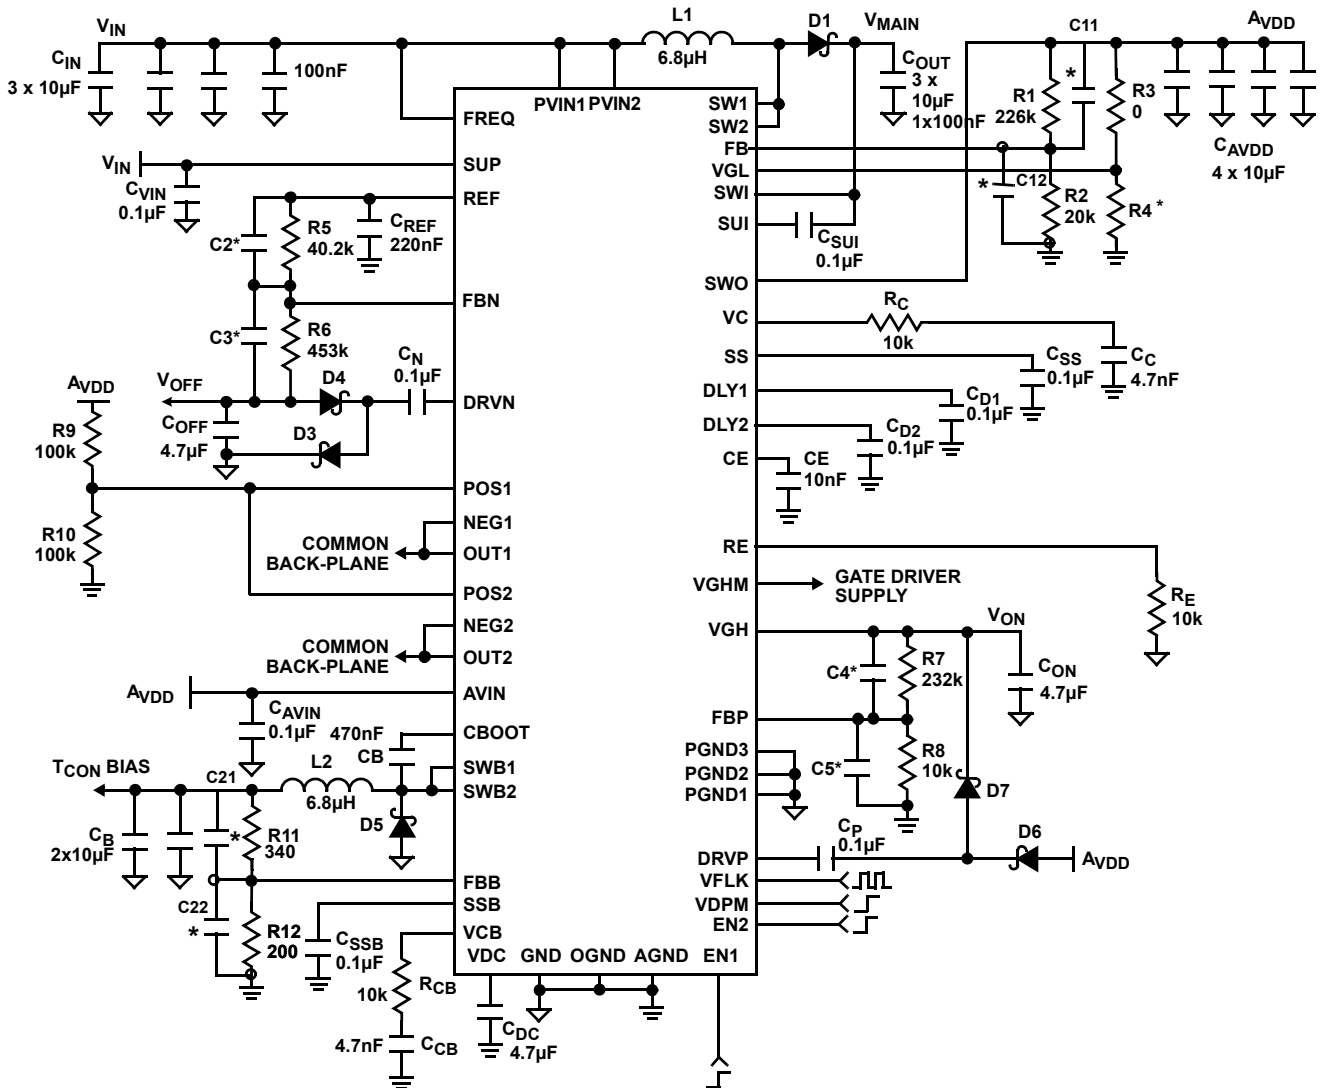 VIN
L1
6.8µH
D1
VMAIN
C11
AVDD
CIN
3 x 10µF
100nF
PVIN1
PVIN2
COUT
3 x
10µF
1x100nF
FREQ
SW1
SW2
FB
VGL
SWI
SUI
SWO
R1
226k
*
R3
0
CAVDD
4 x 10µF
VIN
SUP
CVIN
0.1µF
REF
C2*
R5
40.2k
CREF
220nF
*
C12
R2
20k
R4 *
CSUI
0.1µF
FBN
C3*
R6
453k
VC
RC
10k
CC
4.7nF
SS
CSS
0.1µF
DLY1
CD1
0.1µF
DLY2
CD2
0.1µF
CE
CE
10nF
AVDD
VOFF
D4
CN
0.1µF
DRVN
R9
100k
COFF
4.7µF
D3
POS1
R10
100k
NEG1
OUT1
COMMON
BACK-PLANE
POS2
NEG2
OUT2
COMMON
BACK-PLANE
RE
VGHM
GATE DRIVER
SUPPLY
RE
10k
VGH
VON
C4*
R7
232k
CON
4.7µF
AVDD
AVIN
CAVIN
0.1µF
470nF
CBOOT
CB
FBP
PGND3
PGND2
PGND1
C5*
R8
10k
D7
TCON BIAS
C21
L2
6.8µH
SWB1
SWB2
D5
CB
2x10µF
*
R11
340
CP
0.1µF
D6
AVDD
DRVP
VFLK
VDPM
EN2
FBB
SSB
VCB
C22
*
R12
200
CSSB
0.1µF
VDC
GND
OGND
AGND
EN1
RCB
10k
4.7nF
CCB
CDC
4.7µF